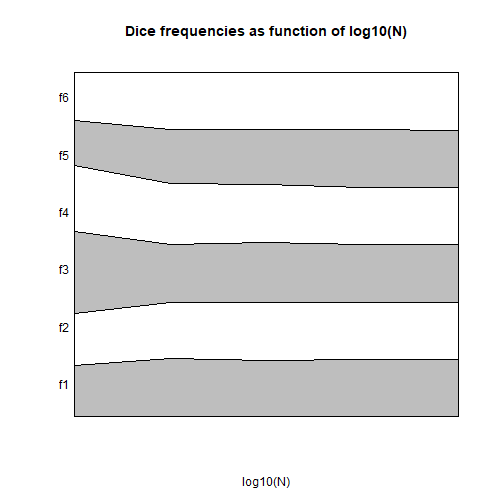 Dice frequencies as function of log10(N)
f6
f5
f4
f3
f2
f1
log10(N)